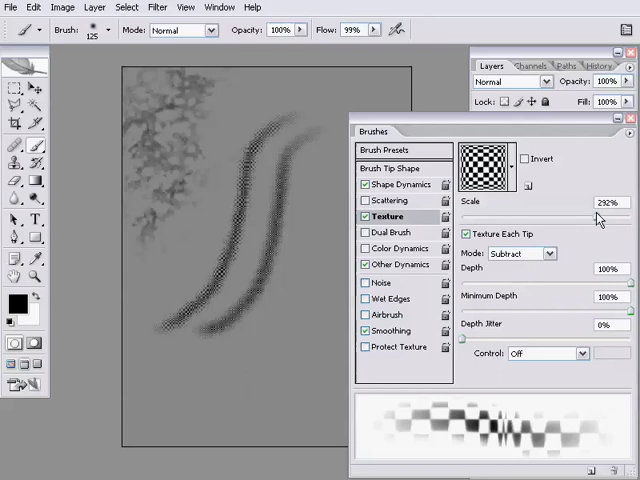 File Edit Image Layer Select Filter View Window Help
Brush: 125 Mode: Normal Opacity: 100% Flow: 99%
Layers Channels Paths History
Normal Opacity: 100%
Lock: Fill: 100%
Brushes
Brush Presets
Brush Tip Shape
Shape Dynamics
Scattering
Texture
Dual Brush
Color Dynamics
Other Dynamics
Noise
Wet Edges
Airbrush
Smoothing
Protect Texture
Invert
Scale 292%
Texture Each Tip
Mode: Subtract
Depth 100%
Minimum Depth 100%
Depth Jitter 0%
Control: Off